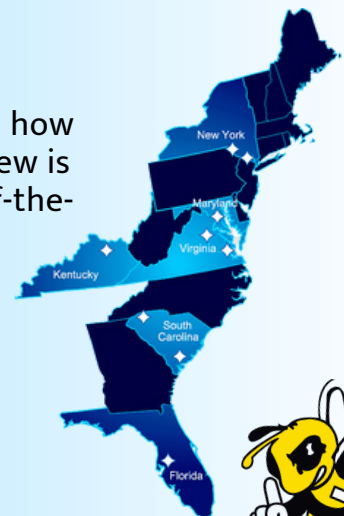 how
ew is
f-the-
New York
Maryland
Virginia
Kentucky
South
Carolina
Florida